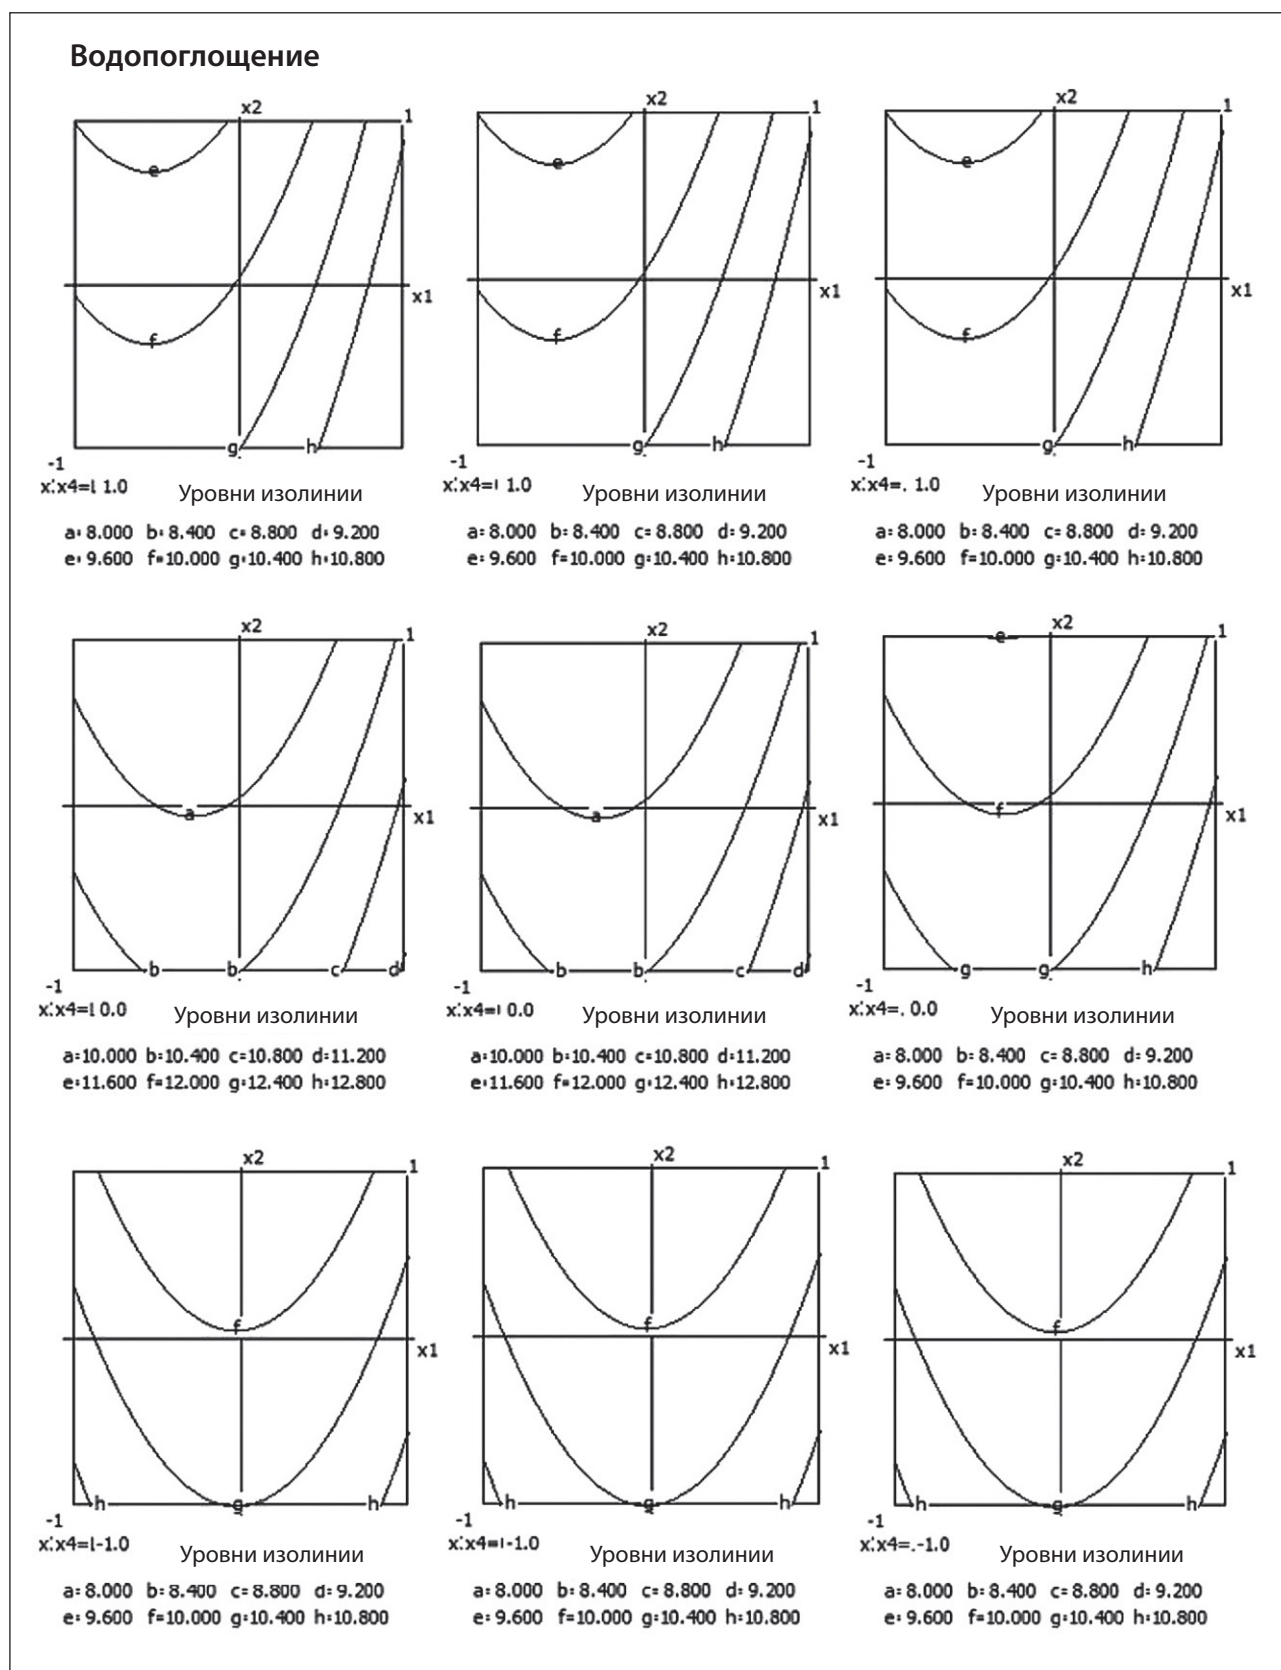 Водопоглощение
x2 x2 x2
1 1 1
e e e
x1 x1 x1
f f f
g h g h g h
-1 -1 -1
x:x4=! 1.0 Уровни изолинии x:x4=! 1.0 Уровни изолинии x:x4=. 1.0 Уровни изолинии
a:8.000 b:8.400 c:8.800 d:9.200 a:8.000 b:8.400 c:8.800 d:9.200 a:8.000 b:8.400 c:8.800 d:9.200
e:9.600 f=10.000 g:10.400 h:10.800 e:9.600 f=10.000 g:10.400 h:10.800 e:9.600 f=10.000 g:10.400 h:10.800
x2 x2 x2
1 1 e 1
a x1 a x1 f x1
b b c d b b c d g g h
-1 -1 -1
x:x4=! 0.0 Уровни изолинии x:x4=! 0.0 Уровни изолинии x:x4=. 0.0 Уровни изолинии
a:10.000 b:10.400 c:10.800 d:11.200 a:10.000 b:10.400 c:10.800 d:11.200 a:8.000 b:8.400 c:8.800 d:9.200
e:11.600 f=12.000 g:12.400 h:12.800 e:11.600 f=12.000 g:12.400 h:12.800 e:9.600 f=10.000 g:10.400 h:10.800
x2 x2 x2
1 1 1
f f f
x1 x1 x1
h g h h g h h g h
-1 -1 -1
x:x4=!-1.0 Уровни изолинии x:x4=!-1.0 Уровни изолинии x:x4=.-1.0 Уровни изолинии
a:8.000 b:8.400 c:8.800 d:9.200 a:8.000 b:8.400 c:8.800 d:9.200 a:8.000 b:8.400 c:8.800 d:9.200
e:9.600 f=10.000 g:10.400 h:10.800 e:9.600 f=10.000 g:10.400 h:10.800 e:9.600 f=10.000 g:10.400 h:10.800